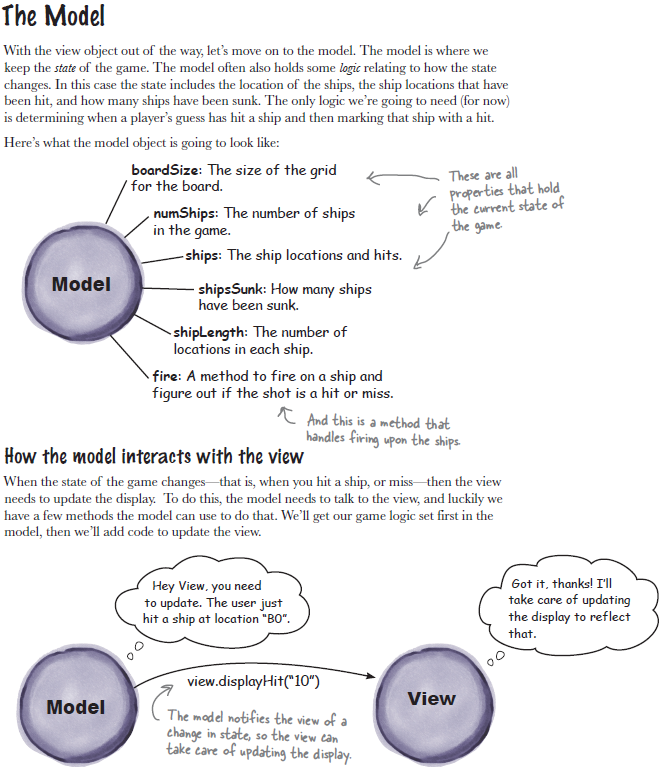 The Model
With the view object out of the way, let's move on to the model. The model is where we
keep the state of the game. The model often also holds some logic relating to how the state
changes. In this case the state includes the location of the ships, the ship locations that have
been hit, and how many ships have been sunk. The only logic we're going to need (for now)
is determining when a player's guess has hit a ship and then marking that ship with a hit.
Here's what the model object is going to look like:
boardSize: The size of the grid
for the board.
These are all
properties that hold
the current state of
the game.
numShips: The number of ships
in the game.
ships: The ship locations and hits.
Model
shipsSunk: How many ships
have been sunk.
shipLength: The number of
locations in each ship.
fire: A method to fire on a ship and
figure out if the shot is a hit or miss.
And this is a method that
handles firing upon the ships.
How the model interacts with the view
When the state of the game changes—that is, when you hit a ship, or miss—then the view
needs to update the display. To do this, the model needs to talk to the view, and luckily we
have a few methods the model can use to do that. We'll get our game logic set first in the
model, then we'll add code to update the view.
Hey View, you need
to update. The user just
hit a ship at location "B0".
Got it, thanks! I'll
take care of updating
the display to reflect
that.
Model
view.displayHit("10")
View
The model notifies the view of a
change in state, so the view can
take care of updating the display.